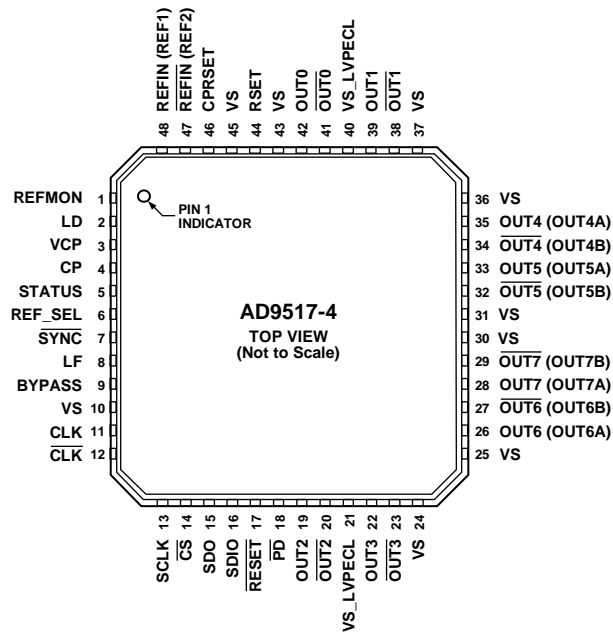 48 REFIN (REF1)
47 REFIN (REF2)
46 CPRSET
45 VS
44 RSET
43 VS
42 OUT0
41 OUT0
40 VS_LVPECL
39 OUT1
38 OUT1
37 VS
REFMON 1
LD 2
VCP 3
CP 4
STATUS 5
REF_SEL 6
SYNC 7
LF 8
BYPASS 9
VS 10
CLK 11
CLK 12
PIN 1
INDICATOR
AD9517-4
TOP VIEW
(Not to Scale)
36 VS
35 OUT4 (OUT4A)
34 OUT4 (OUT4B)
33 OUT5 (OUT5A)
32 OUT5 (OUT5B)
31 VS
30 VS
29 OUT7 (OUT7B)
28 OUT7 (OUT7A)
27 OUT6 (OUT6B)
26 OUT6 (OUT6A)
25 VS
SCLK 13
CS 14
SDO 15
SDIO 16
RESET 17
PD 18
OUT2 19
OUT2 20
VS_LVPECL 21
OUT3 22
OUT3 23
VS 24